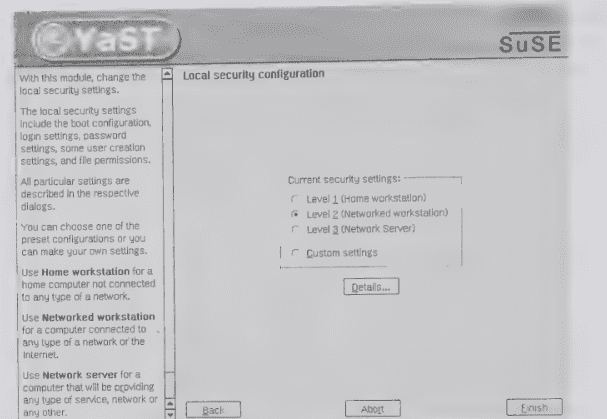 YaST
SuSE
With this module, change the
local security settings.
The local security settings
include the boot configuration,
login settings, password
settings, some user creation
settings, and file permissions.
All particular settings are
described in the respective
dialogs.
You can choose one of the
preset configurations or you
can make your own settings.
Use Home workstation for a
home computer not connected
to any type of a network.
Use Networked workstation
for a computer connected to
any type of a network or the
Internet.
Use Network server for a
computer that will be providing
any type of service, network or
any other.
Local security configuration
Current security settings:
Level 1 (Home workstation)
Level 2 (Networked workstation)
Level 3 (Network Server)
Custom settings
Details...
Back
Abort
Finish